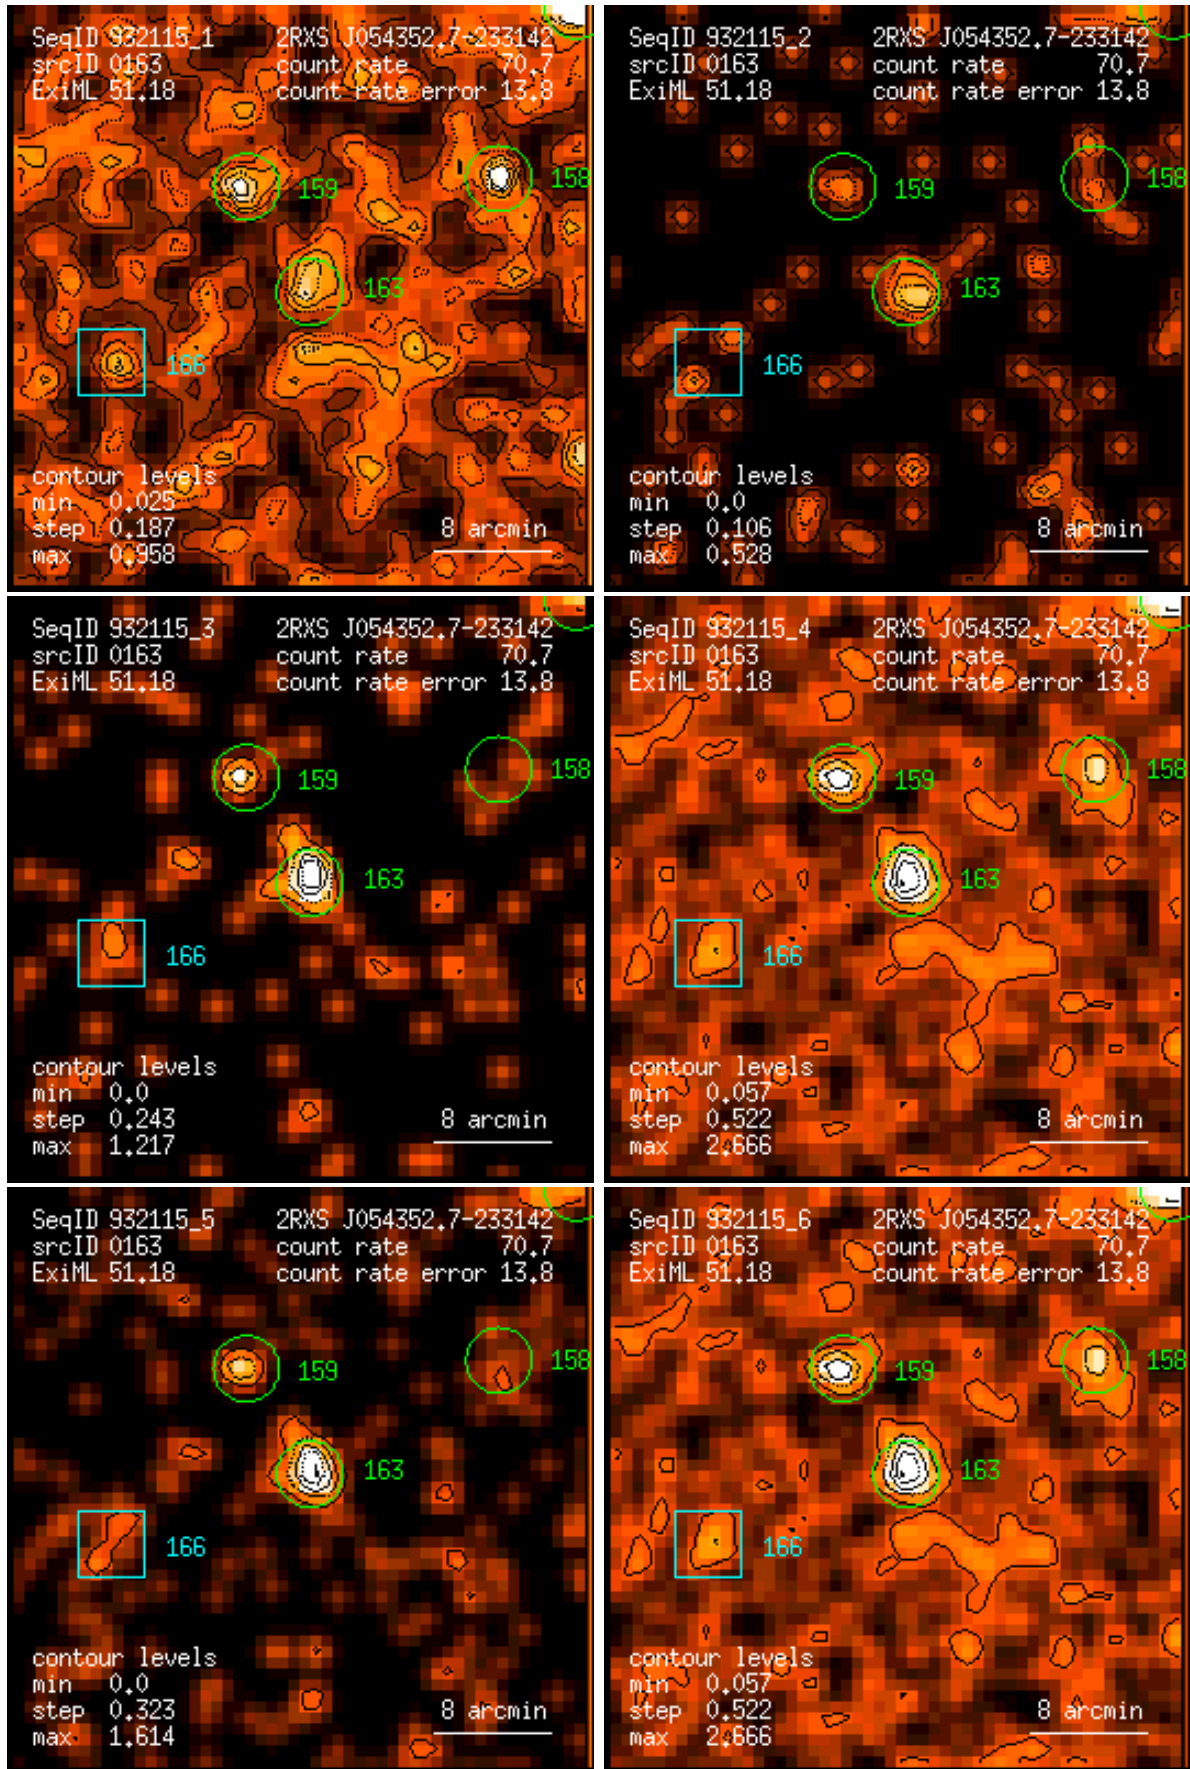 SeqID 932115_1 2RXS J054352.7-233142
srcID 0163 count rate 70.7
ExiML 51.18 count rate error 13.8
159
158
163
166
contour levels
min 0.025
step 0.187 8 arcmin
max 0.958
SeqID 932115_2 2RXS J054352.7-233142
srcID 0163 count rate 70.7
ExiML 51.18 count rate error 13.8
159
158
163
166
contour levels
min 0.0
step 0.106 8 arcmin
max 0.528
SeqID 932115_3 2RXS J054352.7-233142
srcID 0163 count rate 70.7
ExiML 51.18 count rate error 13.8
159
158
163
166
contour levels
min 0.0
step 0.243 8 arcmin
max 1.217
SeqID 932115_4 2RXS J054352.7-233142
srcID 0163 count rate 70.7
ExiML 51.18 count rate error 13.8
159
158
163
166
contour levels
min 0.057
step 0.522 8 arcmin
max 2.666
SeqID 932115_5 2RXS J054352.7-233142
srcID 0163 count rate 70.7
ExiML 51.18 count rate error 13.8
159
158
163
166
contour levels
min 0.0
step 0.323 8 arcmin
max 1.614
SeqID 932115_6 2RXS J054352.7-233142
srcID 0163 count rate 70.7
ExiML 51.18 count rate error 13.8
159
158
163
166
contour levels
min 0.057
step 0.522 8 arcmin
max 2.666